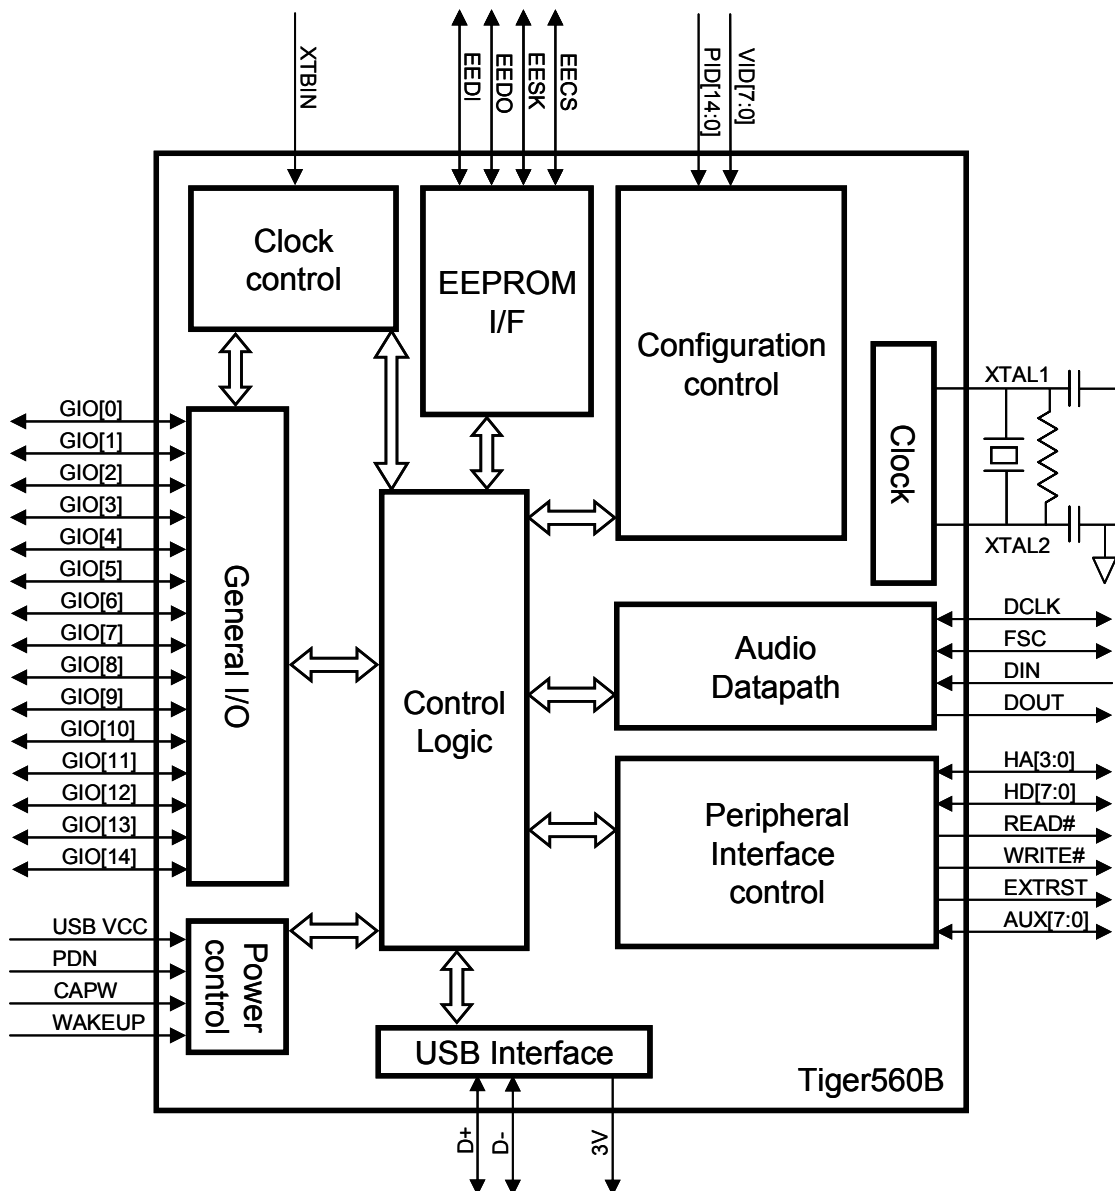 XTBIN
EEDI
EEDO
EESK
EECS
PID[14:0]
VID[7:0]
Clock
control
EEPROM
I/F
Configuration
control
Clock
XTAL1
XTAL2
GIO[0]
GIO[1]
GIO[2]
GIO[3]
GIO[4]
GIO[5]
GIO[6]
GIO[7]
GIO[8]
GIO[9]
GIO[10]
GIO[11]
GIO[12]
GIO[13]
GIO[14]
General I/O
Control
Logic
Audio
Datapath
DCLK
FSC
DIN
DOUT
Peripheral
Interface
control
HA[3:0]
HD[7:0]
READ#
WRITE#
EXTRST
AUX[7:0]
USB VCC
PDN
CAPW
WAKEUP
Power
control
USB Interface
Tiger560B
D+
D-
3V